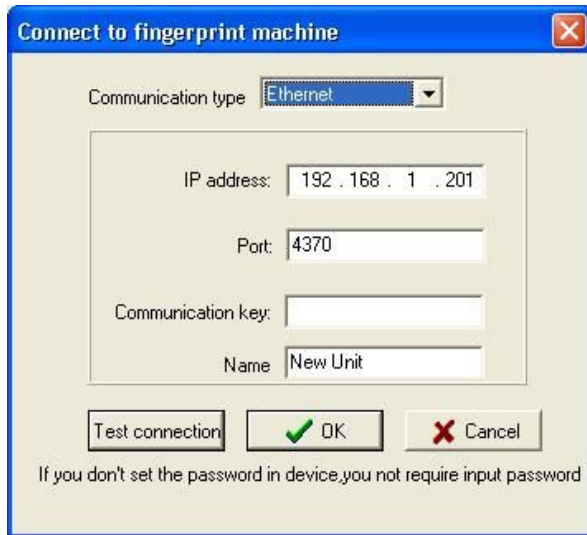 Connect to fingerprint machine
Communication type Ethernet
IP address: 192 . 168 . 1 . 201
Port: 4370
Communication key:
Name New Unit
Test connection OK Cancel
If you don't set the password in device,you not require input password